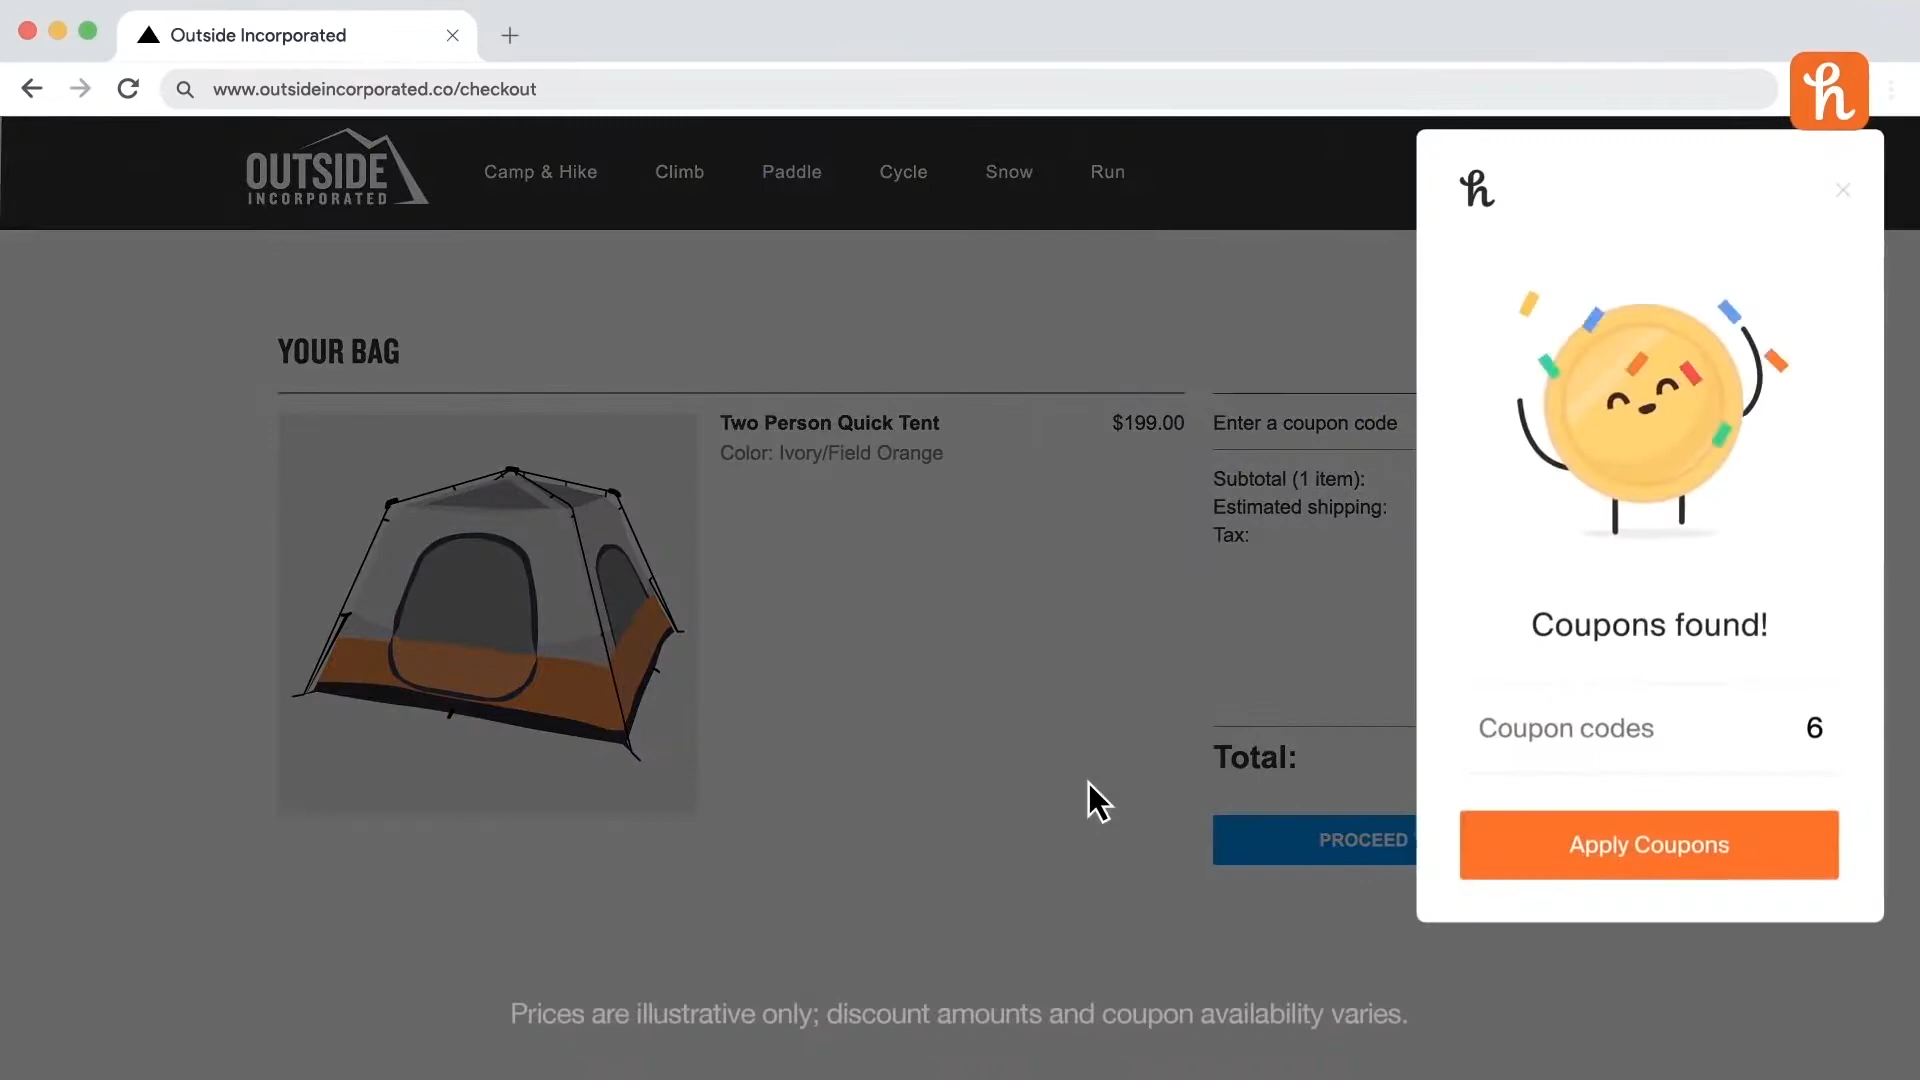 Outside Incorporated
www.outsideincorporated.co/checkout
h
OUTSIDE
INCORPORATED
Camp & Hike
Climb
Paddle
Cycle
Snow
Run
h
YOUR BAG
Two Person Quick Tent
$199.00
Color: Ivory/Field Orange
Enter a coupon code
Subtotal (1 item):
Estimated shipping:
Tax:
Total:
PROCEED
Coupons found!
Coupon codes
6
Apply Coupons
Prices are illustrative only; discount amounts and coupon availability varies.